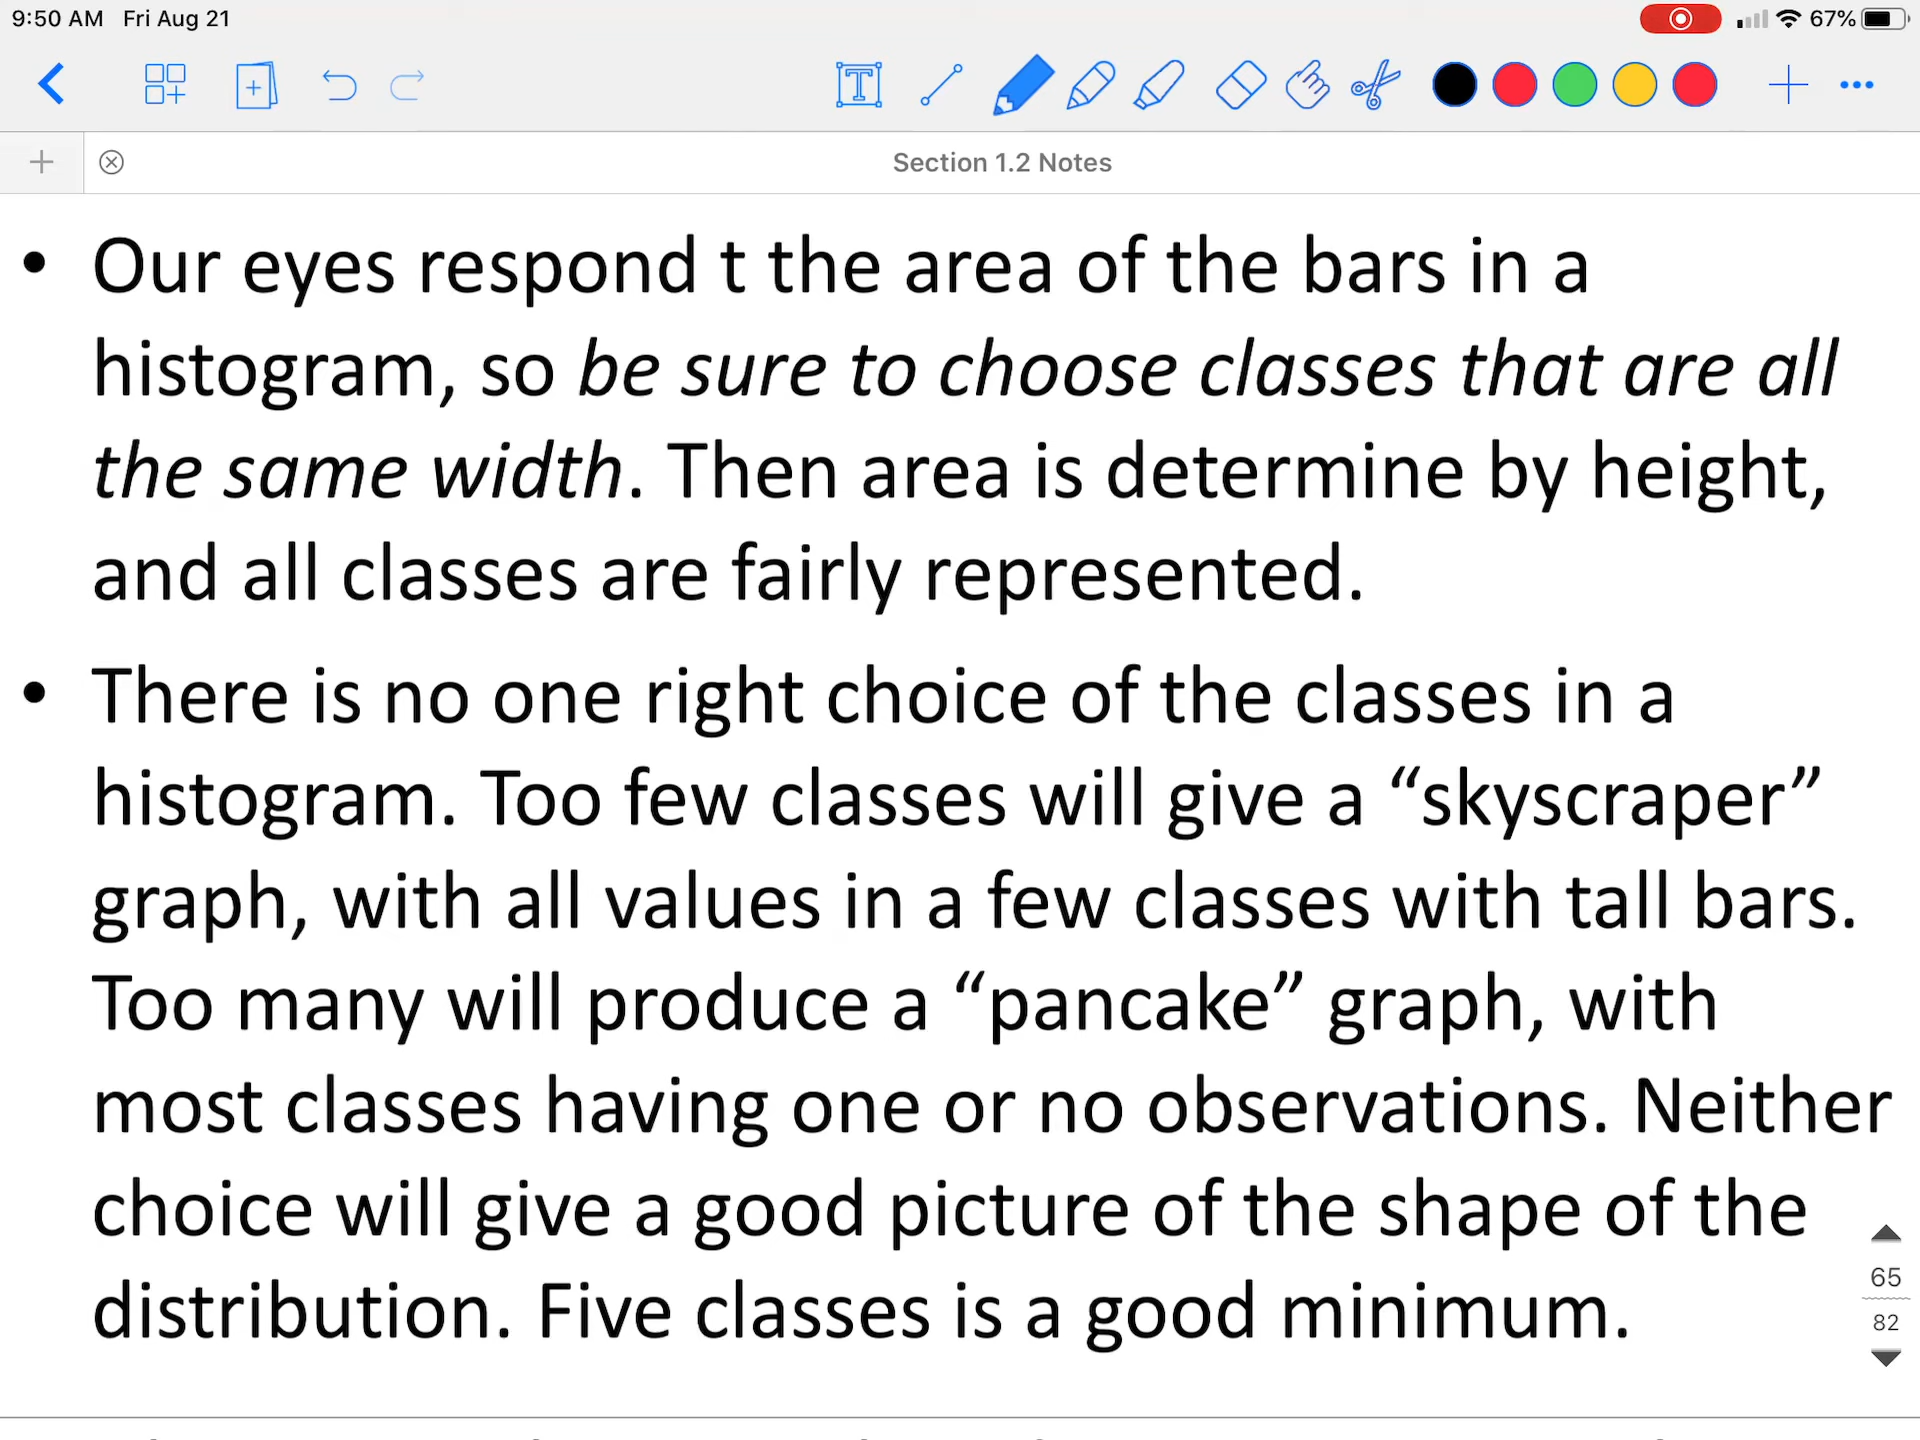 9:50 AM Fri Aug 21
67%
Section 1.2 Notes
• Our eyes respond t the area of the bars in a
histogram, so be sure to choose classes that are all
the same width. Then area is determine by height,
and all classes are fairly represented.
• There is no one right choice of the classes in a
histogram. Too few classes will give a “skyscraper”
graph, with all values in a few classes with tall bars.
Too many will produce a “pancake” graph, with
most classes having one or no observations. Neither
choice will give a good picture of the shape of the
distribution. Five classes is a good minimum.
65
82